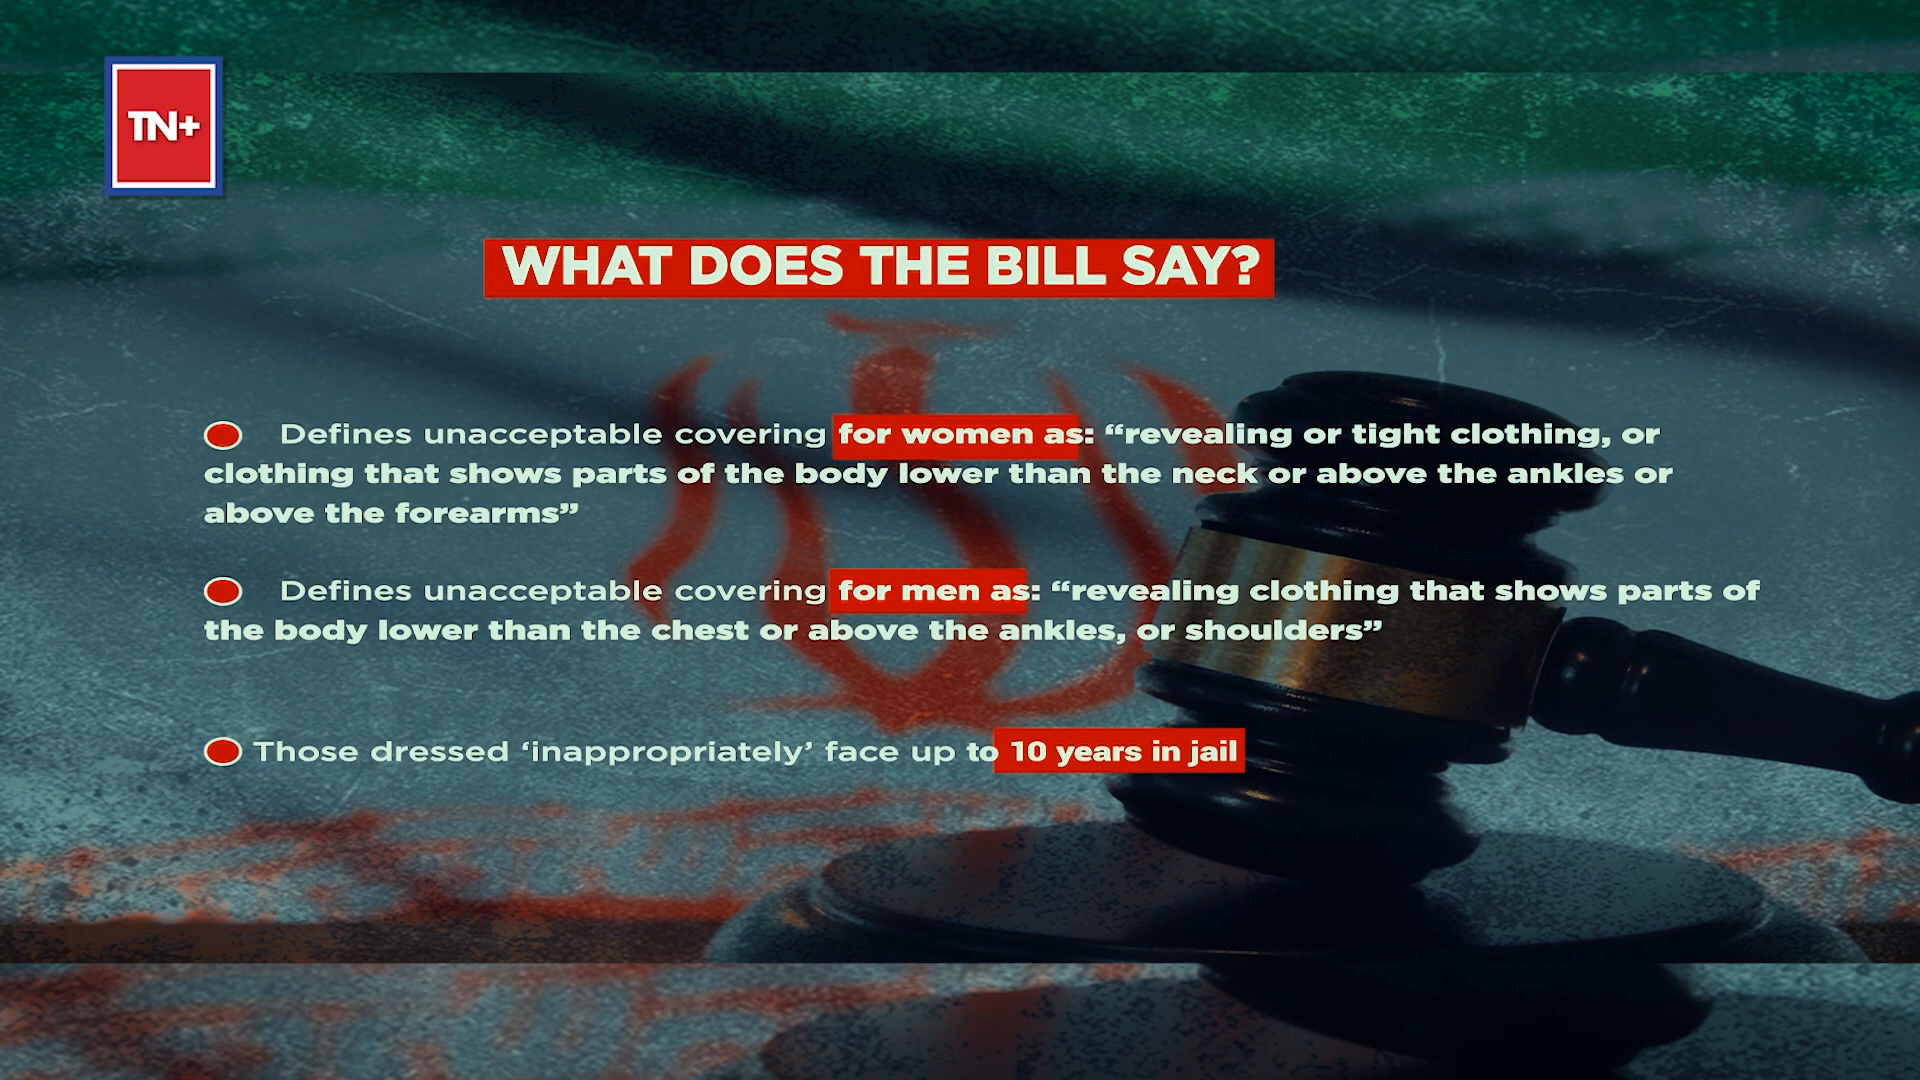 TN+
WHAT DOES THE BILL SAY?
Defines unacceptable covering for women as: “revealing or tight clothing, or
clothing that shows parts of the body lower than the neck or above the ankles or
above the forearms”
Defines unacceptable covering for men as: “revealing clothing that shows parts of
the body lower than the chest or above the ankles, or shoulders”
Those dressed ‘inappropriately’ face up to 10 years in jail